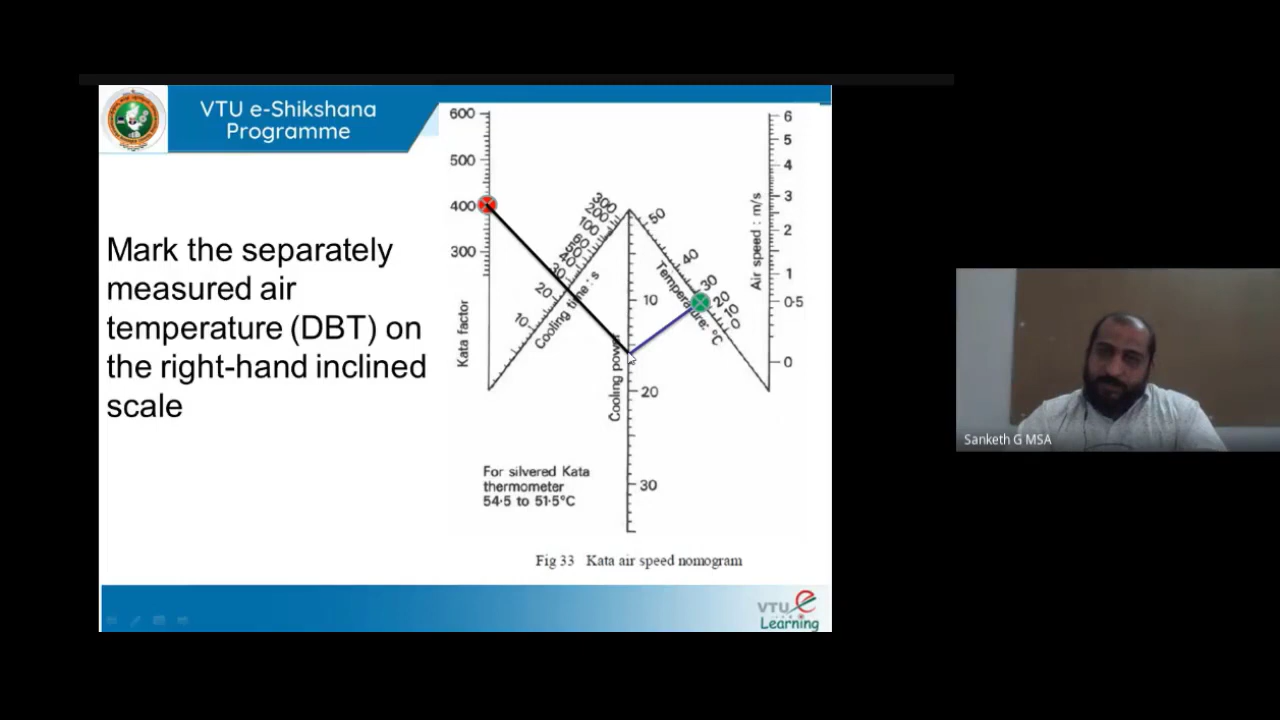 VTU e-Shikshana
Programme
Mark the separately
measured air
temperature (DBT) on
the right-hand inclined
scale
600
500
400
300
Kata factor
300
200
100
50
40
30
20
10
Cooling time : s
10
20
30
Cooling power
50
40
30
20
10
0
Temperature: °C
6
5
4
3
2
1
0·5
0
Air speed : m/s
For silvered Kata
thermometer
54·5 to 51·5°C
Fig 33 Kata air speed nomogram
VTU e
Learning
Sanketh G MSA